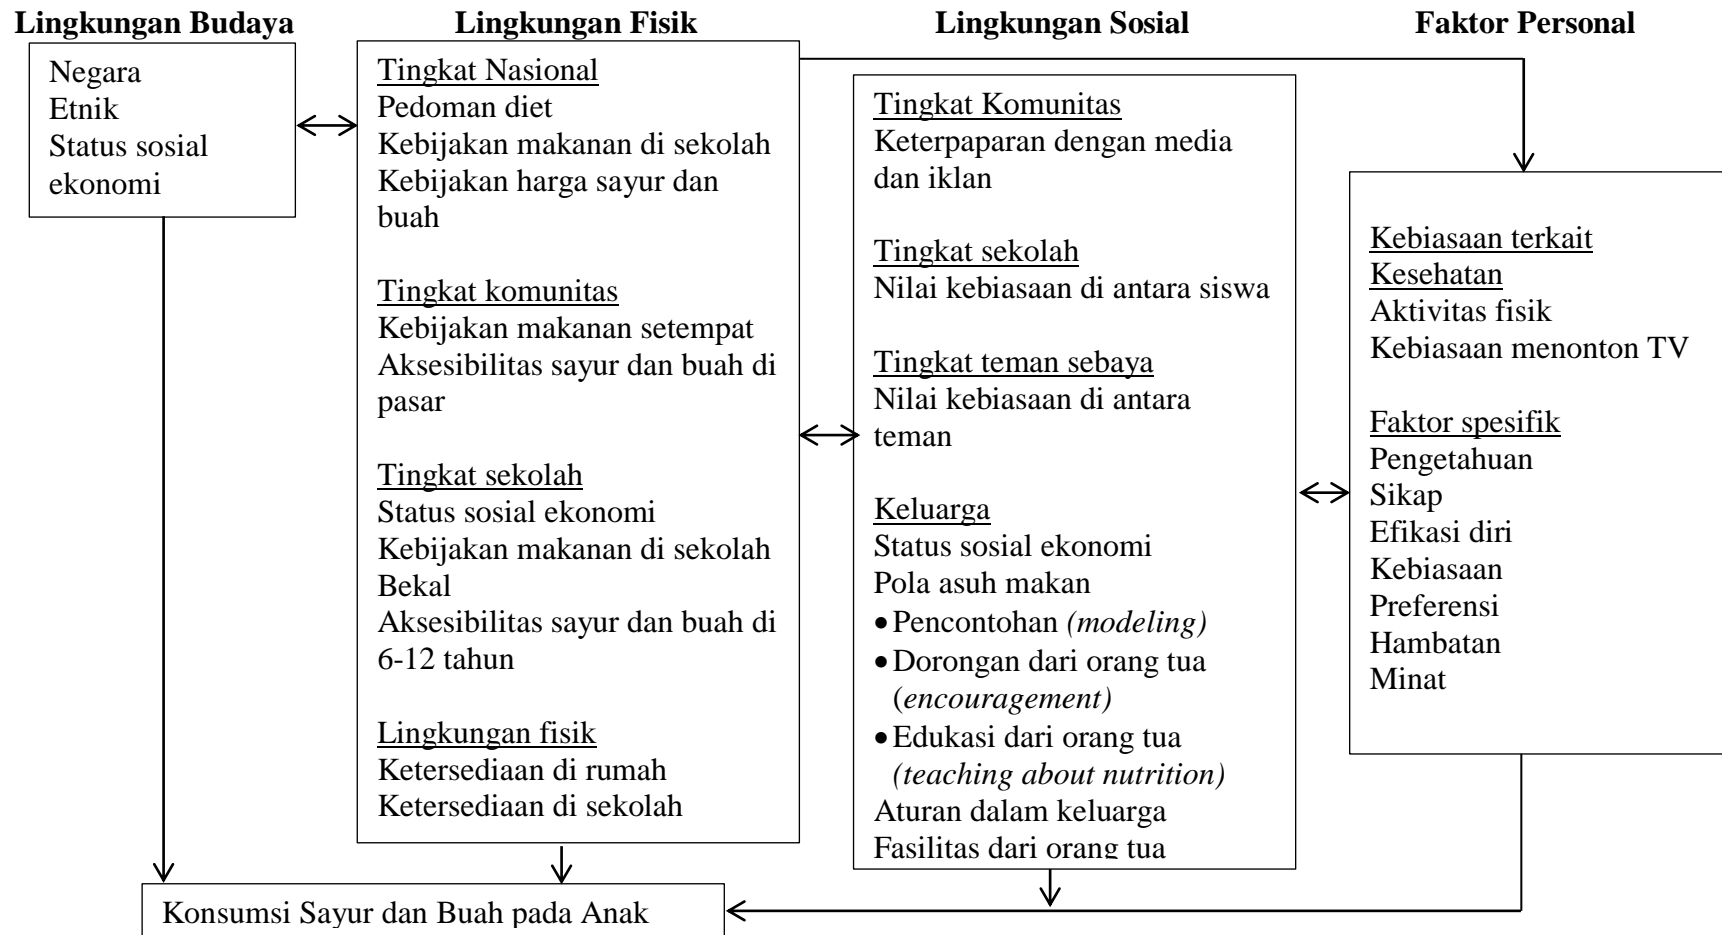 Lingkungan Budaya
Negara
Etnik
Status sosial
ekonomi
Lingkungan Fisik
Tingkat Nasional
Pedoman diet
Kebijakan makanan di sekolah
Kebijakan harga sayur dan
buah
Tingkat komunitas
Kebijakan makanan setempat
Aksesibilitas sayur dan buah di
pasar
Tingkat sekolah
Status sosial ekonomi
Kebijakan makanan di sekolah
Bekal
Aksesibilitas sayur dan buah di
6-12 tahun
Lingkungan fisik
Ketersediaan di rumah
Ketersediaan di sekolah
Lingkungan Sosial
Tingkat Komunitas
Keterpaparan dengan media
dan iklan
Tingkat sekolah
Nilai kebiasaan di antara siswa
Tingkat teman sebaya
Nilai kebiasaan di antara
teman
Keluarga
Status sosial ekonomi
Pola asuh makan
• Pencontohan (modeling)
• Dorongan dari orang tua
(encouragement)
• Edukasi dari orang tua
(teaching about nutrition)
Aturan dalam keluarga
Fasilitas dari orang tua
Faktor Personal
Kebiasaan terkait
Kesehatan
Aktivitas fisik
Kebiasaan menonton TV
Faktor spesifik
Pengetahuan
Sikap
Efikasi diri
Kebiasaan
Preferensi
Hambatan
Minat
Konsumsi Sayur dan Buah pada Anak